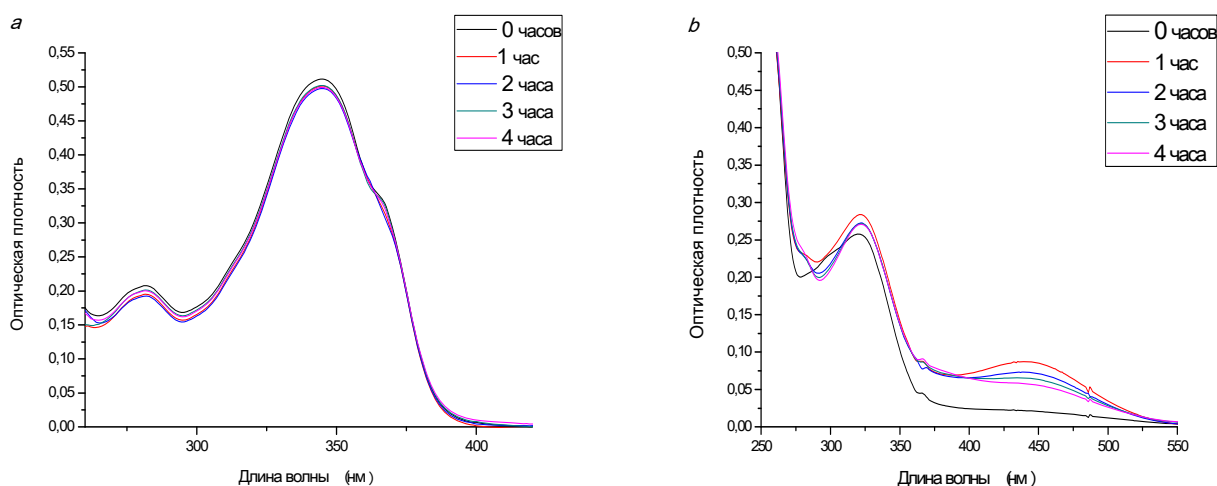 a
0 часов
1 час
2 часа
3 часа
4 часа
0,55
0,50
0,45
0,40
0,35
0,30
0,25
0,20
0,15
0,10
0,05
0,00
Оптическая плотность
300
350
400
Длина волны (нм)
b
0 часов
1 час
2 часа
3 часа
4 часа
0,50
0,45
0,40
0,35
0,30
0,25
0,20
0,15
0,10
0,05
0,00
Оптическая плотность
250
300
350
400
450
500
550
Длина волны (нм)